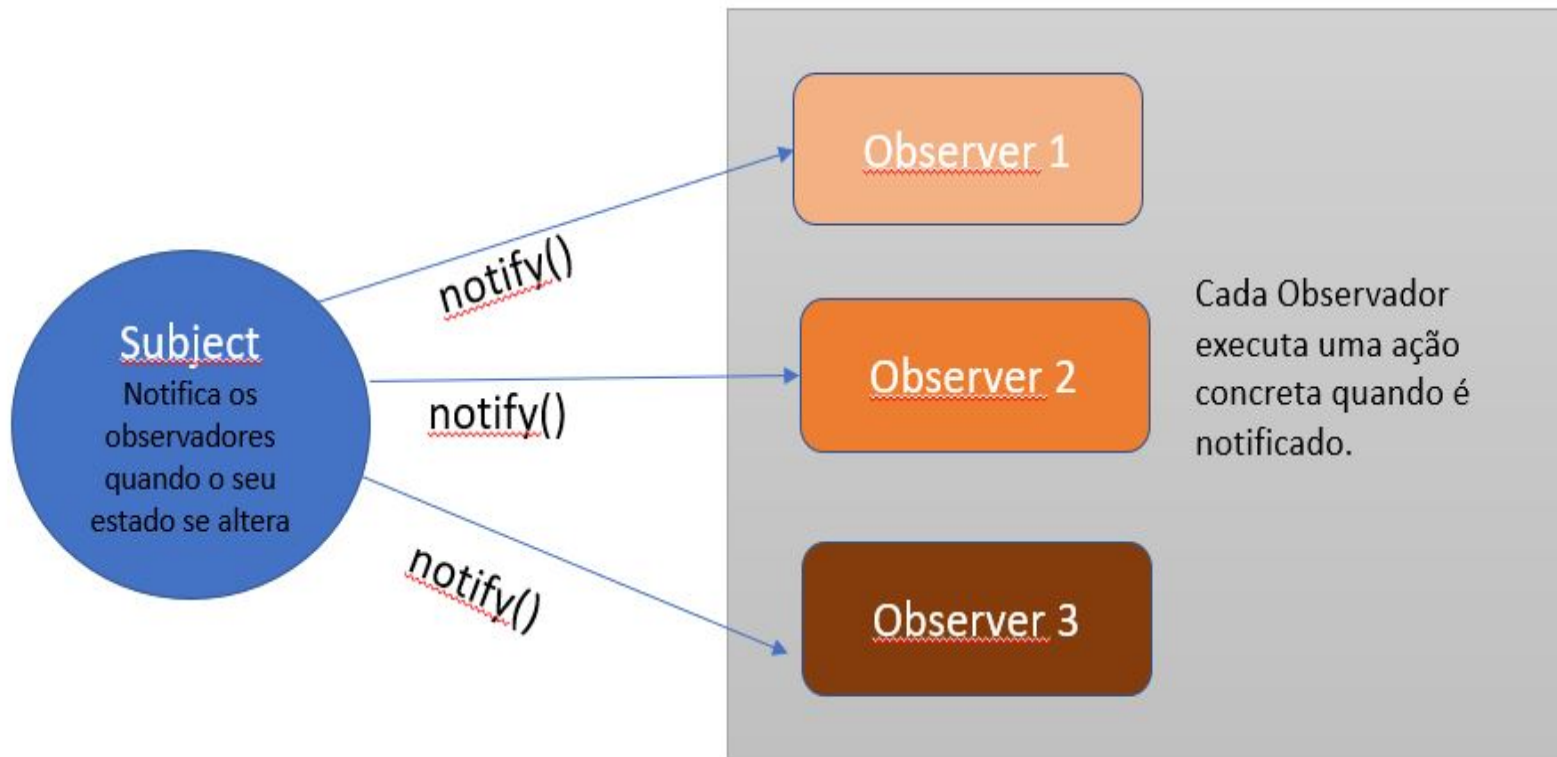 Subject
Notifica os
observadores
quando o seu
estado se altera
notify()
notify()
notify()
Observer 1
Observer 2
Observer 3
Cada Observador
executa uma ação
concreta quando é
notificado.